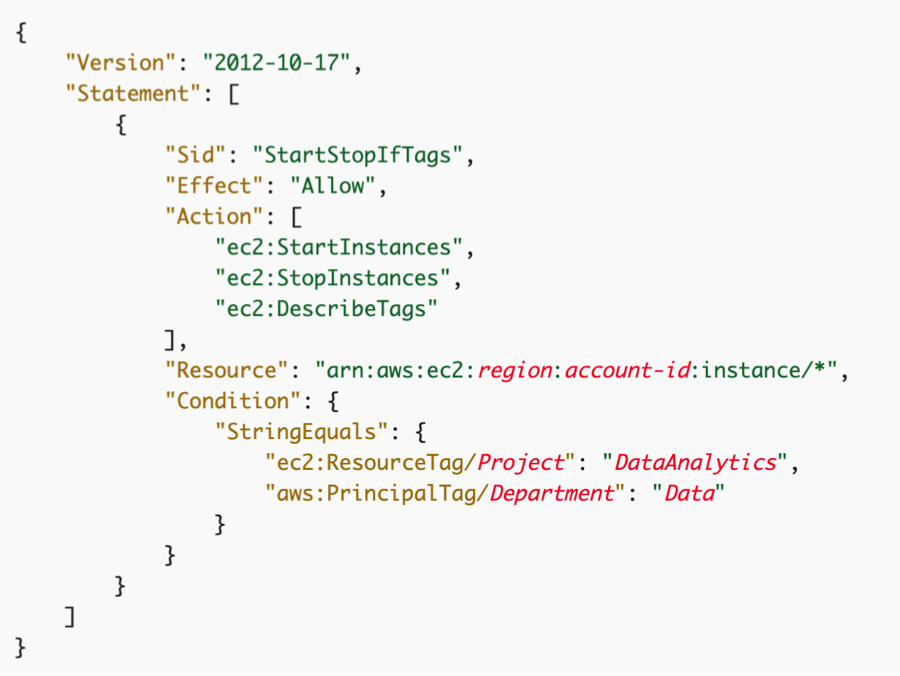 {
    "Version": "2012-10-17",
    "Statement": [
        {
            "Sid": "StartStopIfTags",
            "Effect": "Allow",
            "Action": [
                "ec2:StartInstances",
                "ec2:StopInstances",
                "ec2:DescribeTags"
            ],
            "Resource": "arn:aws:ec2:region:account-id:instance/*",
            "Condition": {
                "StringEquals": {
                    "ec2:ResourceTag/Project": "DataAnalytics",
                    "aws:PrincipalTag/Department": "Data"
                }
            }
        }
    ]
}